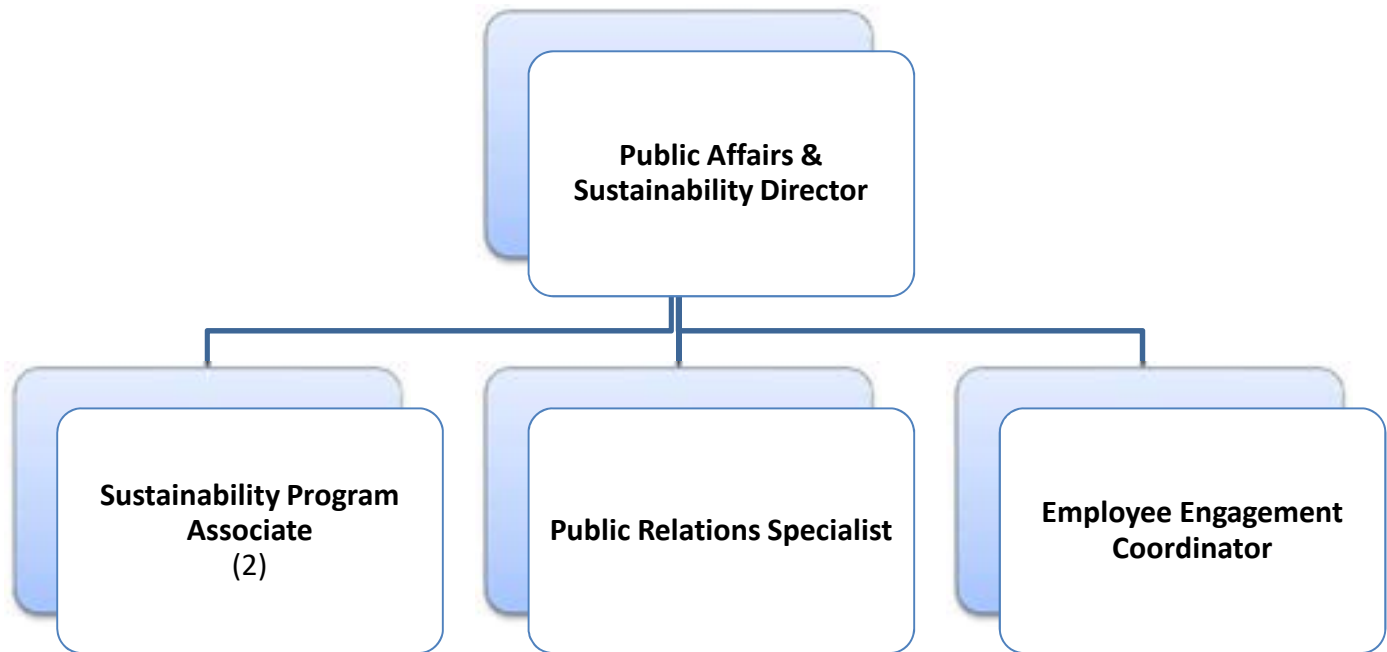 Public Affairs &
Sustainability Director
Sustainability Program
Associate
(2)
Public Relations Specialist
Employee Engagement
Coordinator